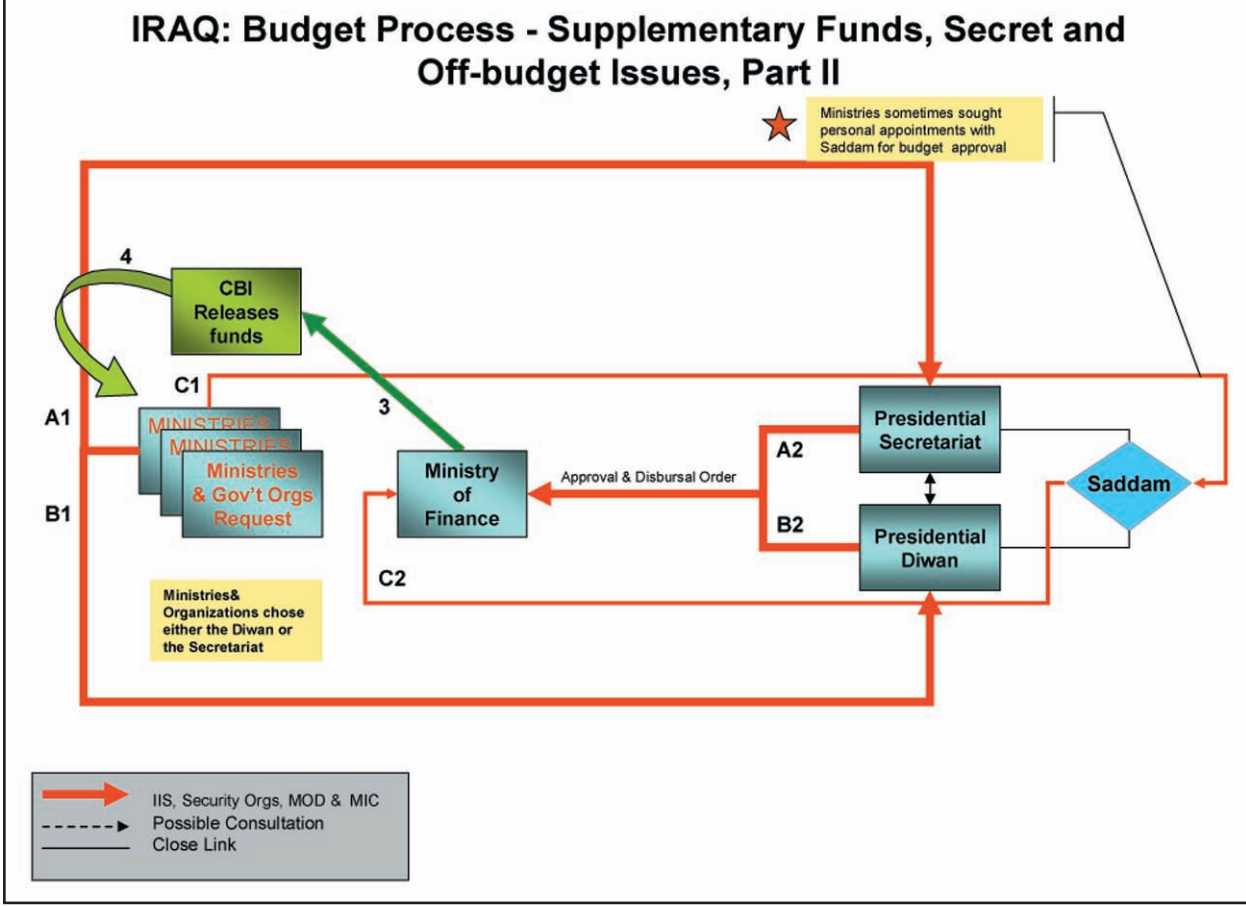 IRAQ: Budget Process - Supplementary Funds, Secret and
Off-budget Issues, Part II
Ministries sometimes sought
personal appointments with
Saddam for budget approval
4
CBI
Releases
funds
C1
3
A1
MINISTRIES
MINISTRIES
Ministries
& Gov't Orgs
Request
B1
Ministry
of
Finance
Approval & Disbursal Order
A2
B2
Presidential
Secretariat
Saddam
Presidential
Diwan
C2
Ministries&
Organizations chose
either the Diwan or
the Secretariat
IIS, Security Orgs, MOD & MIC
Possible Consultation
Close Link